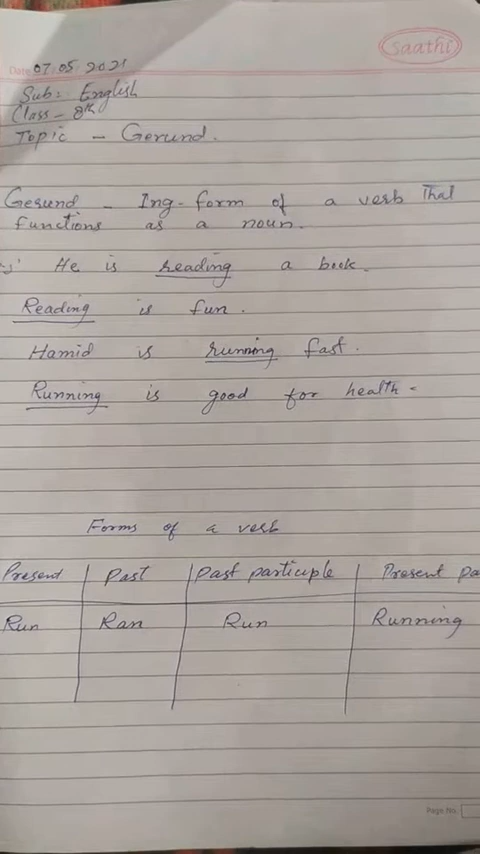 Saathi
Date 07.05.2021
Sub: English
Class - 8th
Topic - Gerund.
Gerund - Ing-form of a verb That
functions as a noun.
He is reading a book.
Reading is fun.
Hamid is running fast.
Running is good for health.
Forms of a verb
Present | Past | Past participle | Present pa
Run | Ran | Run | Running
Page No.